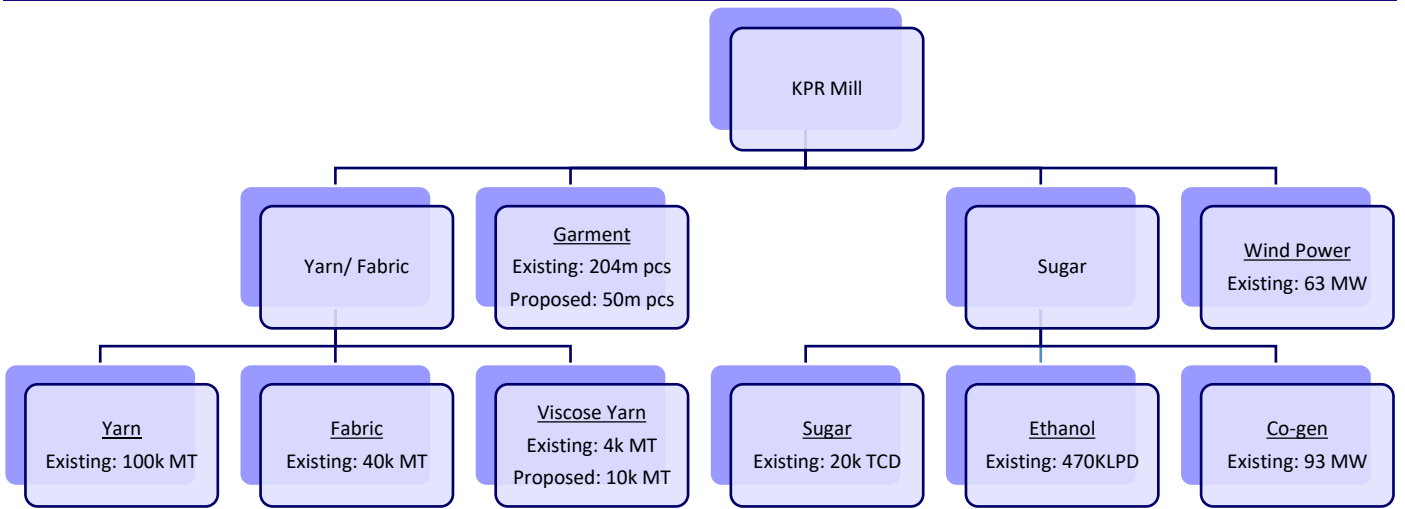 KPR Mill
Yarn/ Fabric
Garment
Existing: 204m pcs
Proposed: 50m pcs
Sugar
Wind Power
Existing: 63 MW
Yarn
Existing: 100k MT
Fabric
Existing: 40k MT
Viscose Yarn
Existing: 4k MT
Proposed: 10k MT
Sugar
Existing: 20k TCD
Ethanol
Existing: 470KLPD
Co-gen
Existing: 93 MW